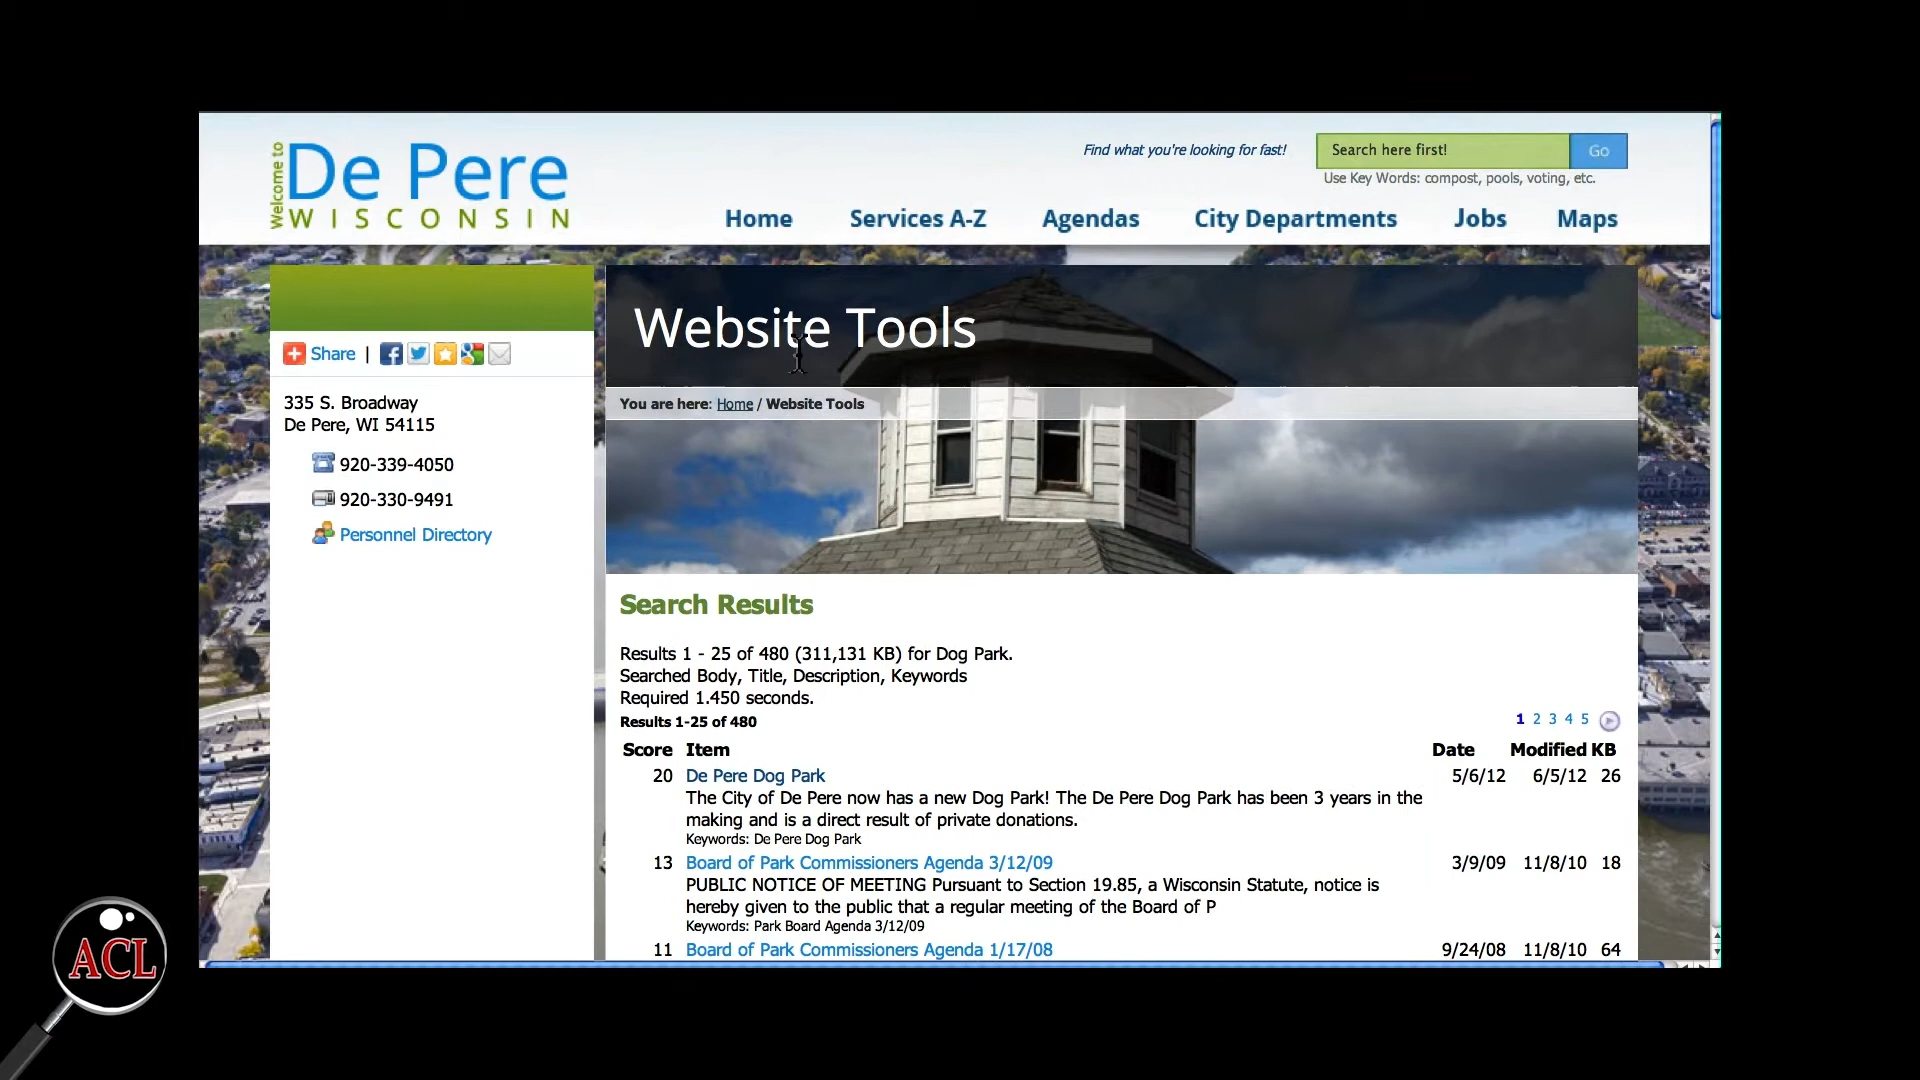 Welcome to
De Pere
WISCONSIN
Find what you're looking for fast!
Search here first!
Go
Use Key Words: compost, pools, voting, etc.
Home
Services A-Z
Agendas
City Departments
Jobs
Maps
Share |
335 S. Broadway
De Pere, WI 54115
920-339-4050
920-330-9491
Personnel Directory
Website Tools
You are here: Home / Website Tools
Search Results
Results 1 - 25 of 480 (311,131 KB) for Dog Park.
Searched Body, Title, Description, Keywords
Required 1.450 seconds.
Results 1-25 of 480
1 2 3 4 5
Score Item Date Modified KB
20 De Pere Dog Park 5/6/12 6/5/12 26
The City of De Pere now has a new Dog Park! The De Pere Dog Park has been 3 years in the
making and is a direct result of private donations.
Keywords: De Pere Dog Park
13 Board of Park Commissioners Agenda 3/12/09 3/9/09 11/8/10 18
PUBLIC NOTICE OF MEETING Pursuant to Section 19.85, a Wisconsin Statute, notice is
hereby given to the public that a regular meeting of the Board of P
Keywords: Park Board Agenda 3/12/09
11 Board of Park Commissioners Agenda 1/17/08 9/24/08 11/8/10 64
ACL